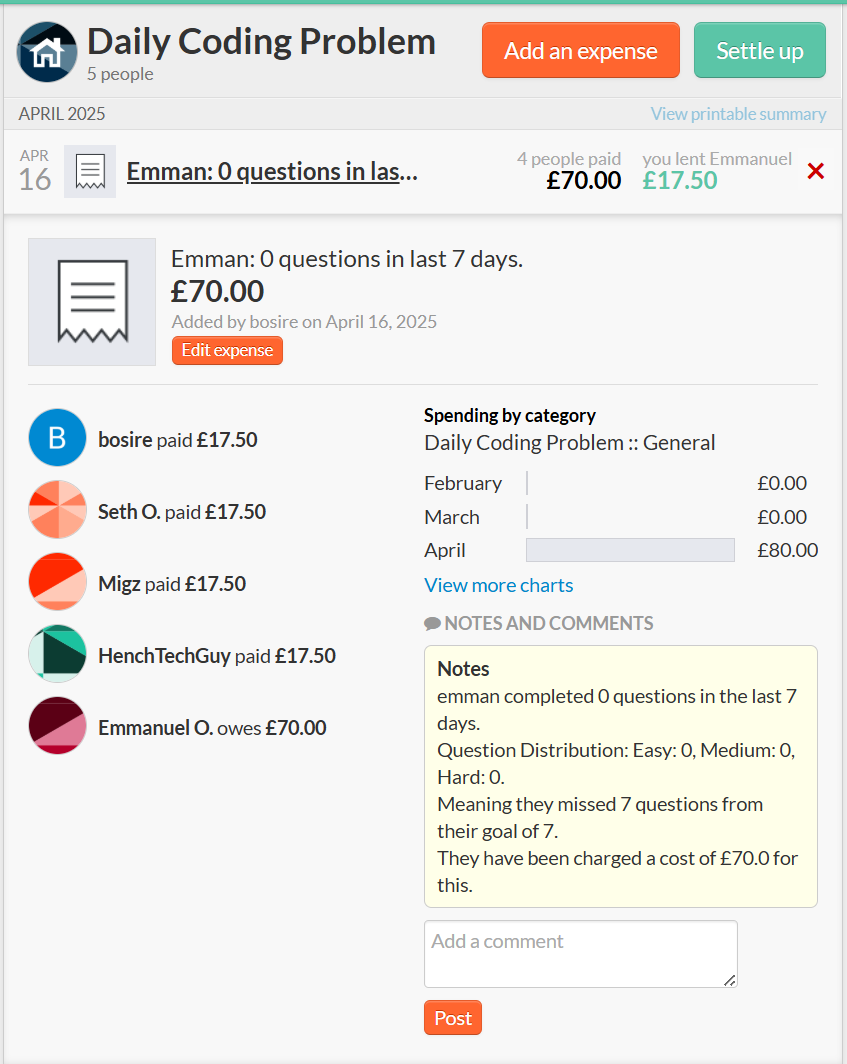 Daily Coding Problem
5 people
Add an expense
Settle up
APRIL 2025
View printable summary
APR
16
Emman: 0 questions in las...
4 people paid
£70.00
you lent Emmanuel
£17.50
Emman: 0 questions in last 7 days.
£70.00
Added by bosire on April 16, 2025
Edit expense
B
bosire paid £17.50
Seth O. paid £17.50
Migz paid £17.50
HenchTechGuy paid £17.50
Emmanuel O. owes £70.00
Spending by category
Daily Coding Problem :: General
February £0.00
March £0.00
April £80.00
View more charts
NOTES AND COMMENTS
Notes
emman completed 0 questions in the last 7
days.
Question Distribution: Easy: 0, Medium: 0,
Hard: 0.
Meaning they missed 7 questions from
their goal of 7.
They have been charged a cost of £70.0 for
this.
Add a comment
Post